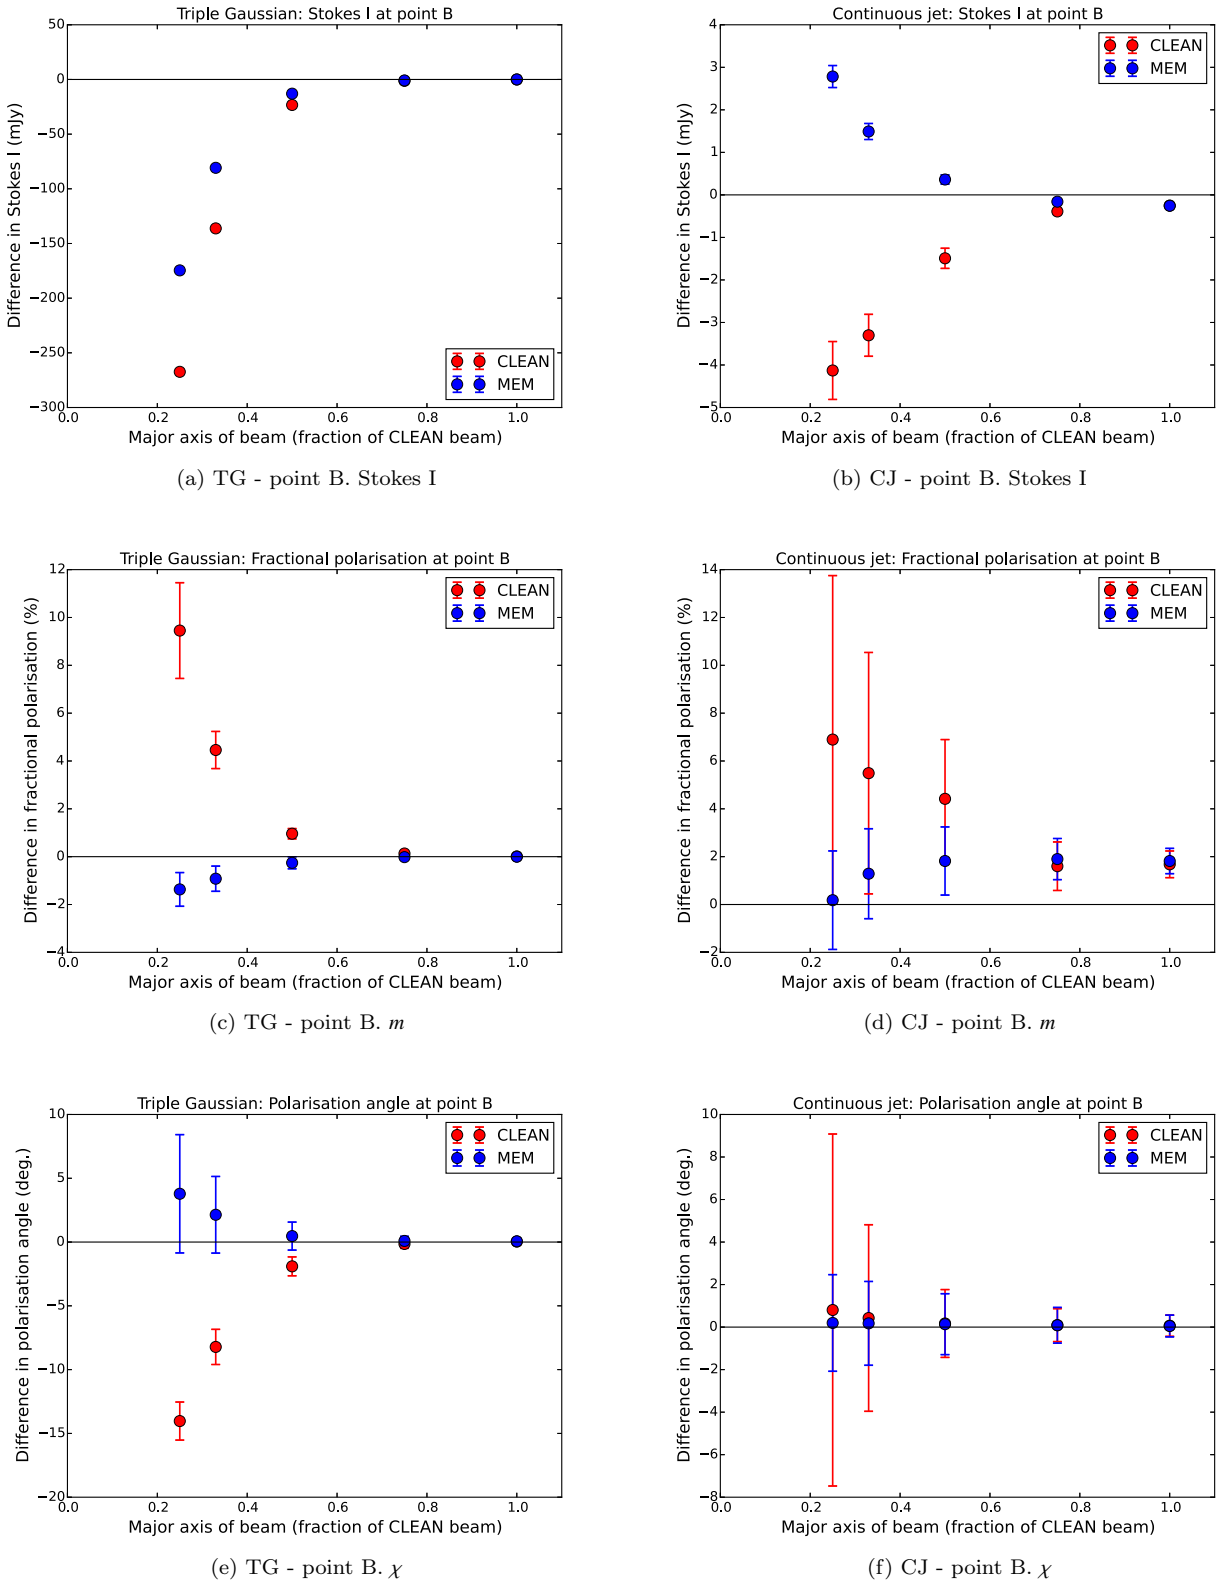 Triple Gaussian: Stokes I at point B
50
0
−50
−100
−150
−200
−250
−300
Difference in Stokes I (mJy)
CLEAN
MEM
0.0 0.2 0.4 0.6 0.8 1.0
Major axis of beam (fraction of CLEAN beam)
(a) TG - point B. Stokes I
Continuous jet: Stokes I at point B
4
3
2
1
0
−1
−2
−3
−4
−5
Difference in Stokes I (mJy)
CLEAN
MEM
0.0 0.2 0.4 0.6 0.8 1.0
Major axis of beam (fraction of CLEAN beam)
(b) CJ - point B. Stokes I
Triple Gaussian: Fractional polarisation at point B
12
10
8
6
4
2
0
−2
−4
Difference in fractional polarisation (%)
CLEAN
MEM
0.0 0.2 0.4 0.6 0.8 1.0
Major axis of beam (fraction of CLEAN beam)
(c) TG - point B. m
Continuous jet: Fractional polarisation at point B
14
12
10
8
6
4
2
0
−2
Difference in fractional polarisation (%)
CLEAN
MEM
0.0 0.2 0.4 0.6 0.8 1.0
Major axis of beam (fraction of CLEAN beam)
(d) CJ - point B. m
Triple Gaussian: Polarisation angle at point B
10
5
0
−5
−10
−15
−20
Difference in polarisation angle (deg.)
CLEAN
MEM
0.0 0.2 0.4 0.6 0.8 1.0
Major axis of beam (fraction of CLEAN beam)
(e) TG - point B. χ
Continuous jet: Polarisation angle at point B
10
8
6
4
2
0
−2
−4
−6
−8
Difference in polarisation angle (deg.)
CLEAN
MEM
0.0 0.2 0.4 0.6 0.8 1.0
Major axis of beam (fraction of CLEAN beam)
(f) CJ - point B. χ